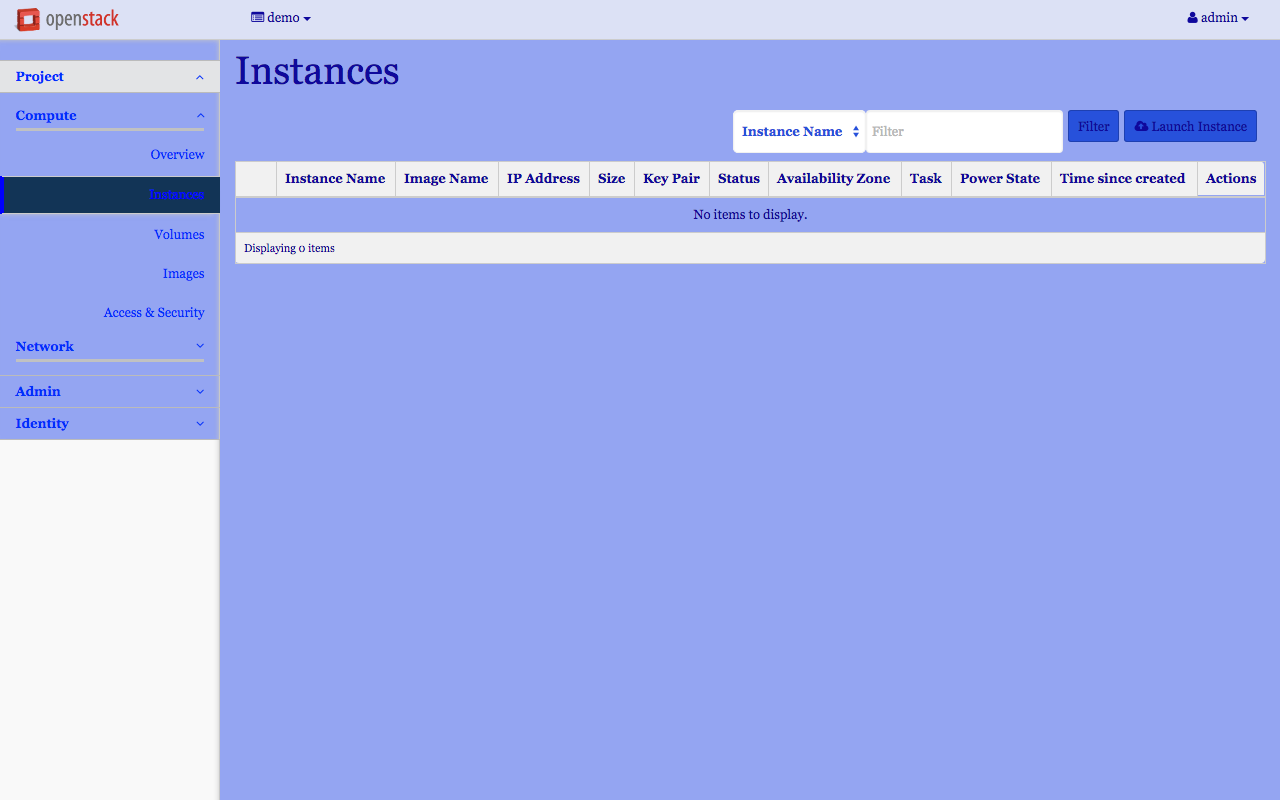 openstack
demo
admin
Project
Compute
Overview
Instances
Volumes
Images
Access & Security
Network
Admin
Identity
Instances
Instance Name Filter Filter Launch Instance
Instance Name Image Name IP Address Size Key Pair Status Availability Zone Task Power State Time since created Actions
No items to display.
Displaying 0 items